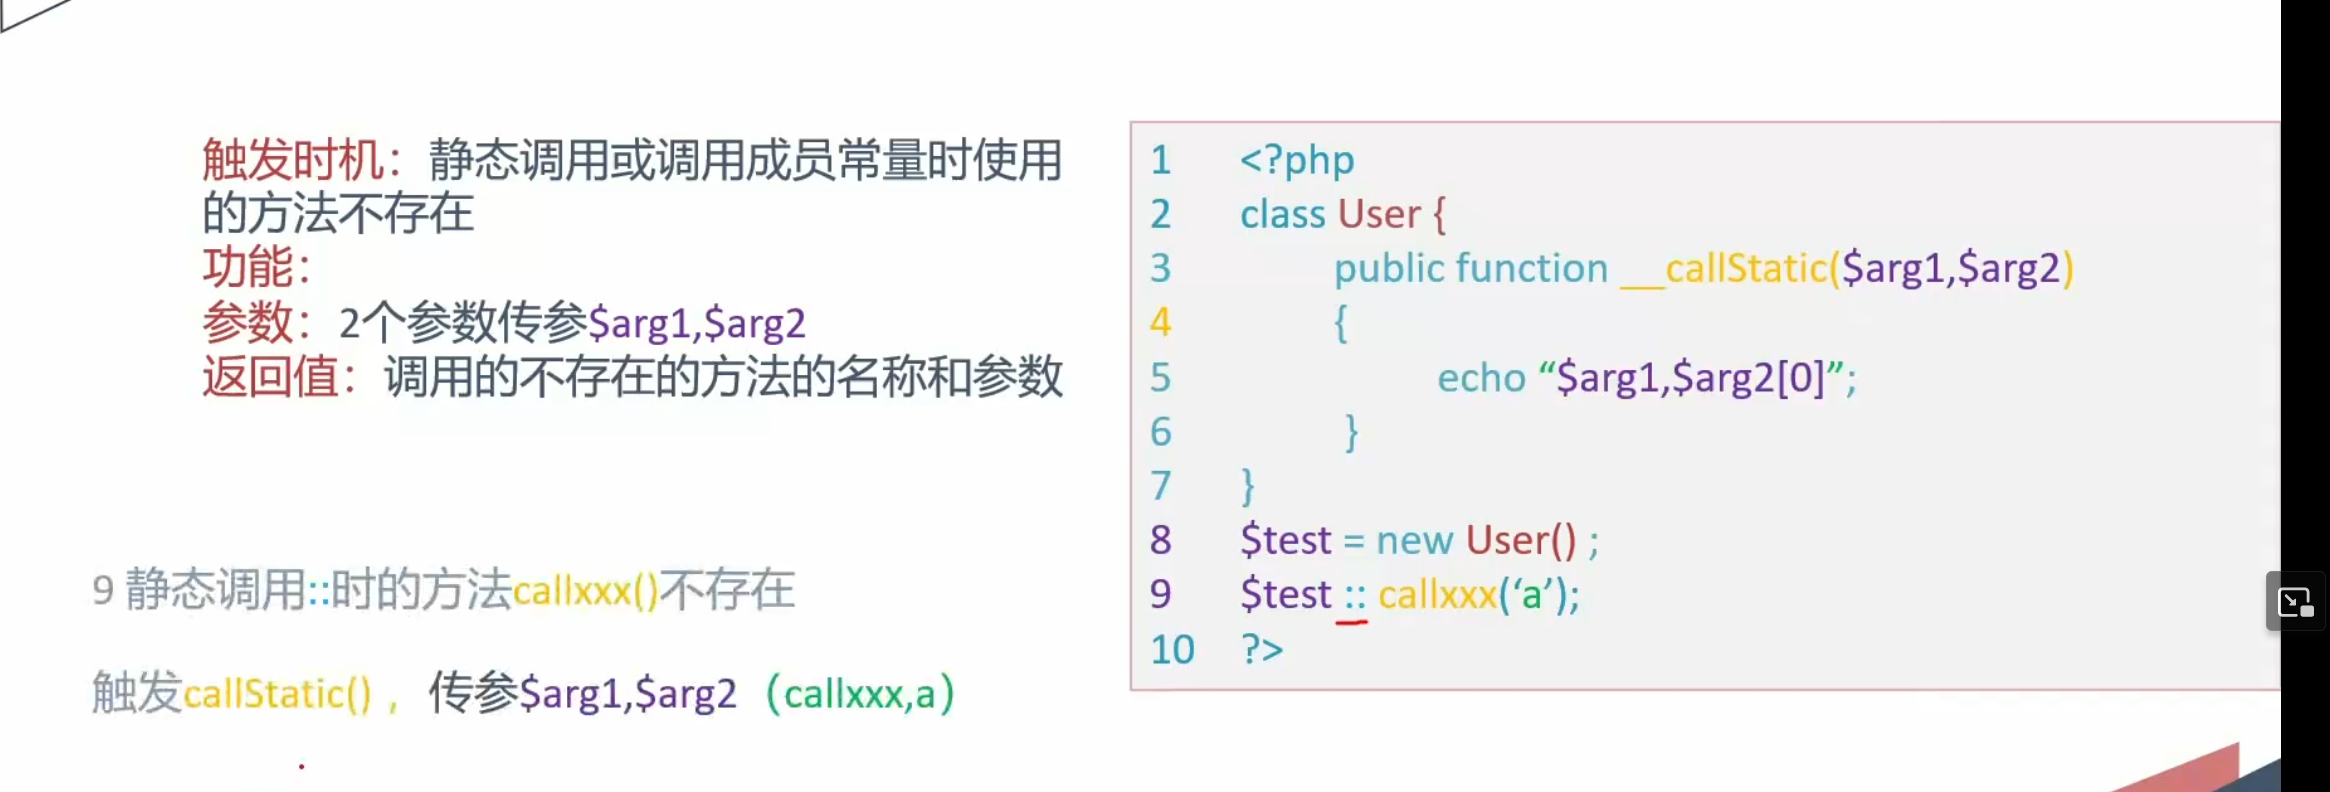 触发时机：静态调用或调用成员常量时使用
的方法不存在
功能：
参数：2个参数传参$arg1,$arg2
返回值：调用的不存在的方法的名称和参数
9 静态调用::时的方法callxxx()不存在
触发callStatic() ，传参$arg1,$arg2（callxxx,a）
1 <?php
2 class User {
3 public function __callStatic($arg1,$arg2)
4 {
5 echo “$arg1,$arg2[0]”;
6 }
7 }
8 $test = new User() ;
9 $test :: callxxx(‘a’);
10 ?>